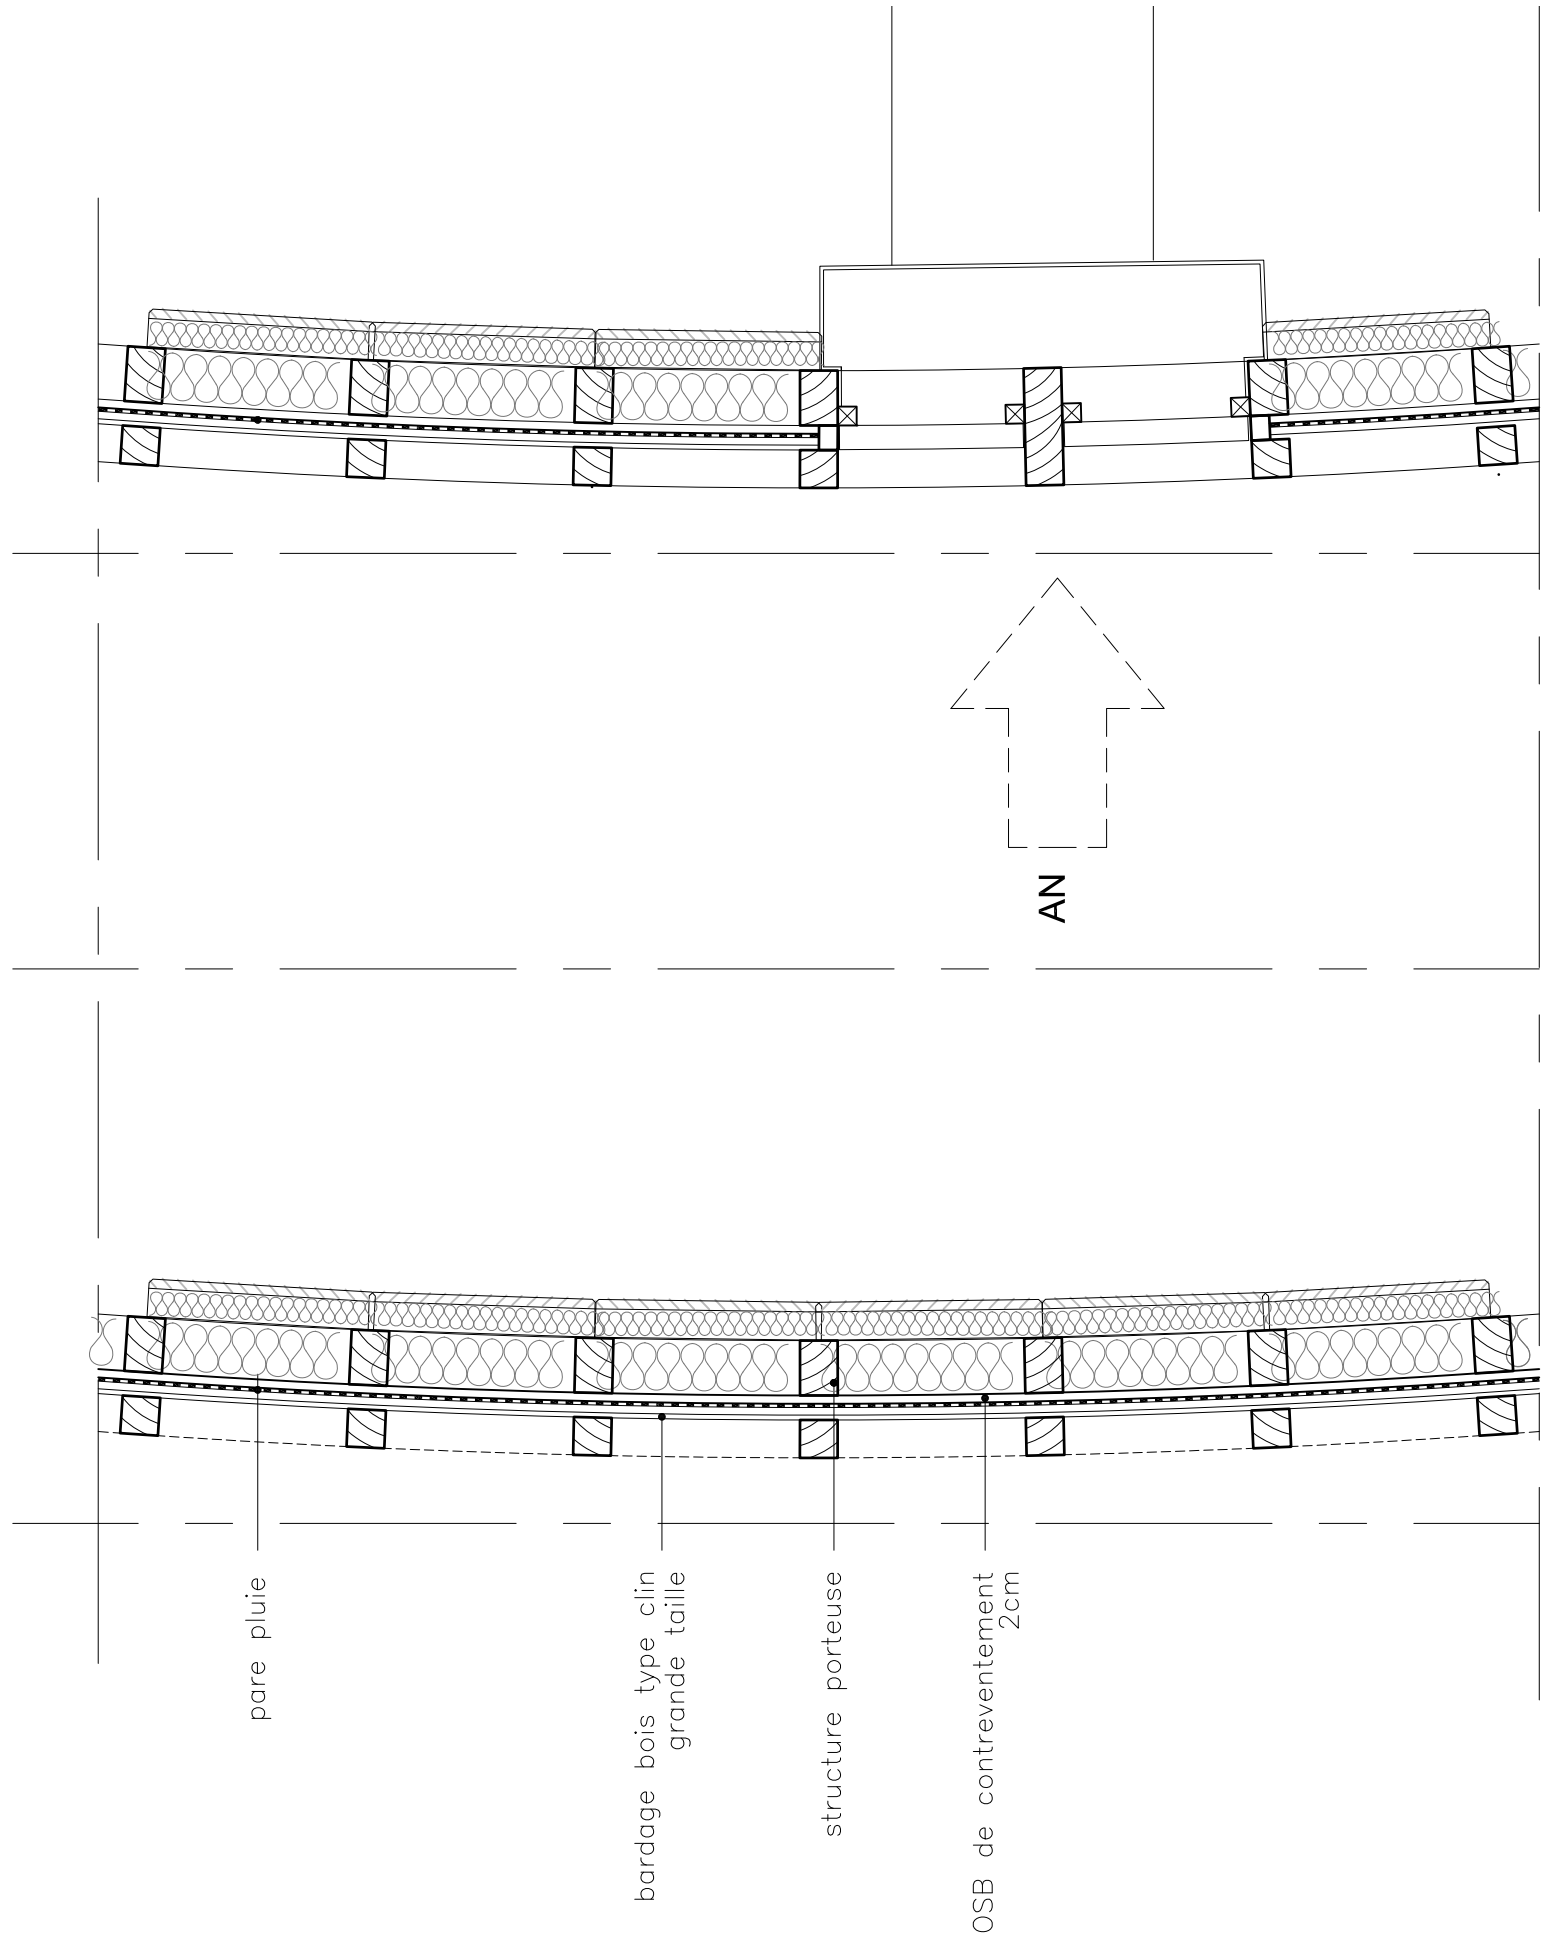 AN
pare pluie
bardage bois type clin
grande taille
structure porteuse
OSB de contreventement
2cm